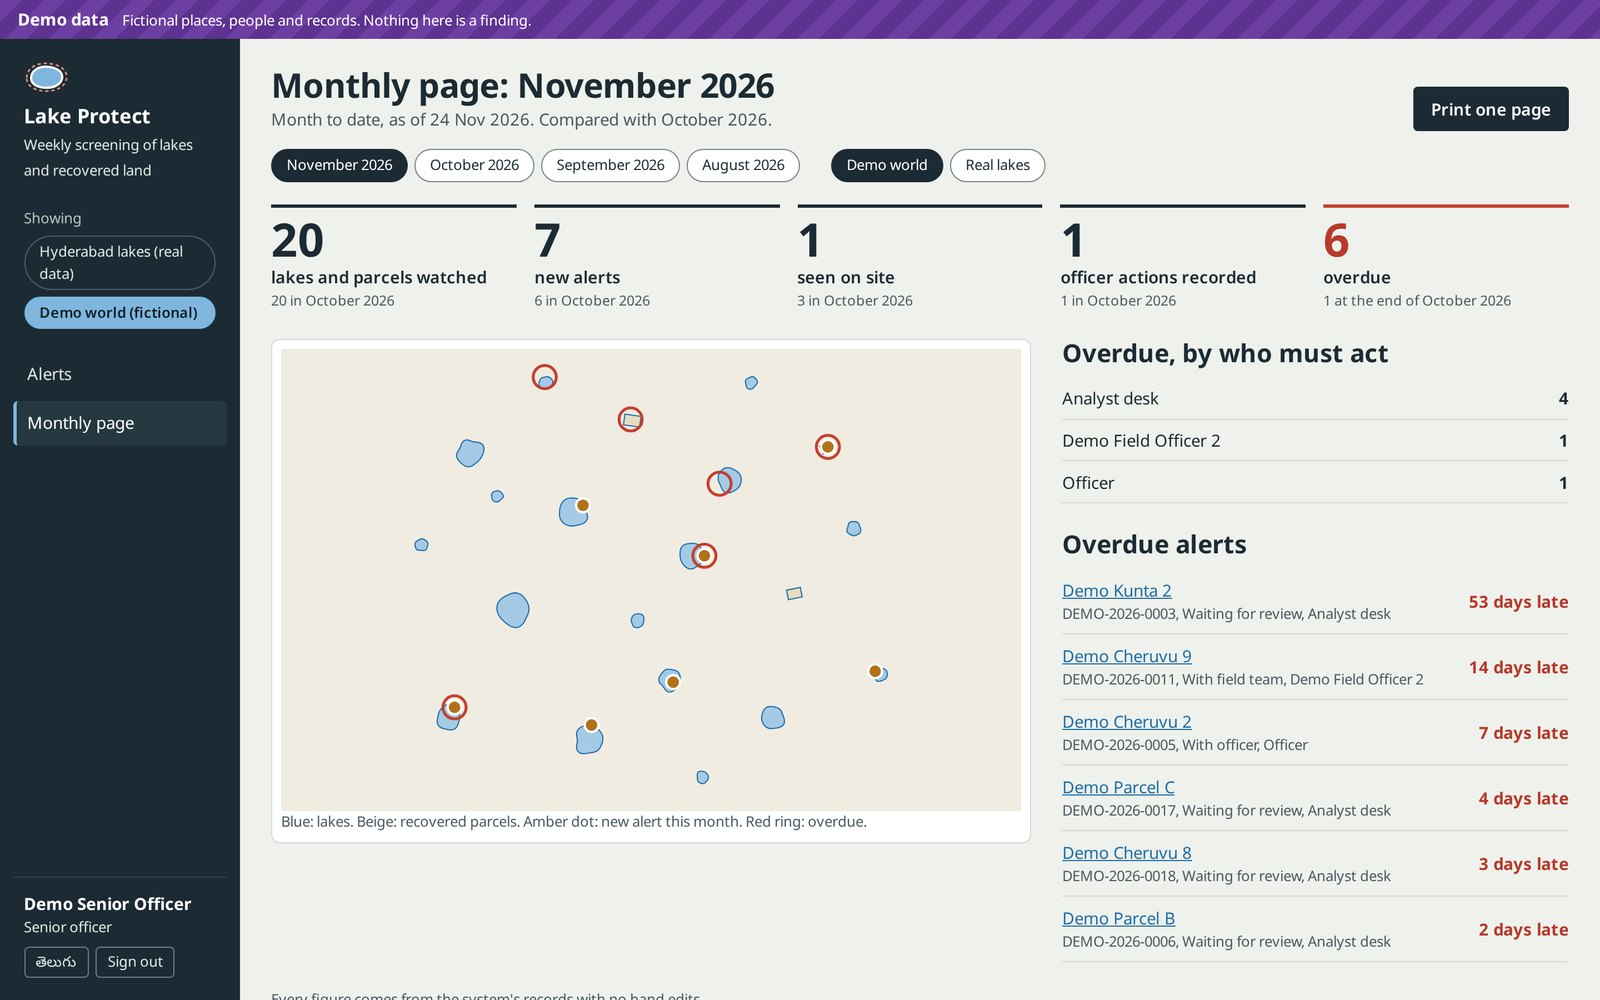 Demo data Fictional places, people and records. Nothing here is a finding.
Lake Protect
Weekly screening of lakes
and recovered land
Showing
Hyderabad lakes (real
data)
Demo world (fictional)
Alerts
Monthly page
Demo Senior Officer
Senior officer
తెలుగు Sign out
Monthly page: November 2026
Month to date, as of 24 Nov 2026. Compared with October 2026.
Print one page
November 2026 October 2026 September 2026 August 2026 Demo world Real lakes
20
lakes and parcels watched
20 in October 2026
7
new alerts
6 in October 2026
1
seen on site
3 in October 2026
1
officer actions recorded
1 in October 2026
6
overdue
1 at the end of October 2026
Blue: lakes. Beige: recovered parcels. Amber dot: new alert this month. Red ring: overdue.
Overdue, by who must act
Analyst desk 4
Demo Field Officer 2 1
Officer 1
Overdue alerts
Demo Kunta 2
DEMO-2026-0003, Waiting for review, Analyst desk
53 days late
Demo Cheruvu 9
DEMO-2026-0011, With field team, Demo Field Officer 2
14 days late
Demo Cheruvu 2
DEMO-2026-0005, With officer, Officer
7 days late
Demo Parcel C
DEMO-2026-0017, Waiting for review, Analyst desk
4 days late
Demo Cheruvu 8
DEMO-2026-0018, Waiting for review, Analyst desk
3 days late
Demo Parcel B
DEMO-2026-0006, Waiting for review, Analyst desk
2 days late
Every figure comes from the system's records with no hand edits.